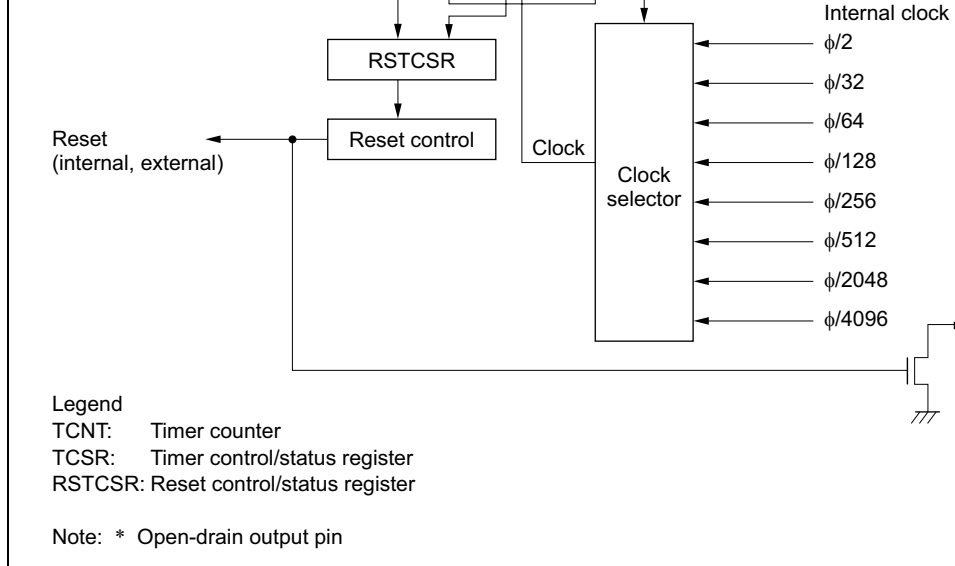 Internal clock
φ/2
RSTCSR
φ/32
φ/64
Reset
(internal, external)
Reset control
Clock
φ/128
Clock
selector
φ/256
φ/512
φ/2048
φ/4096
Legend
TCNT: Timer counter
TCSR: Timer control/status register
RSTCSR: Reset control/status register
Note: * Open-drain output pin